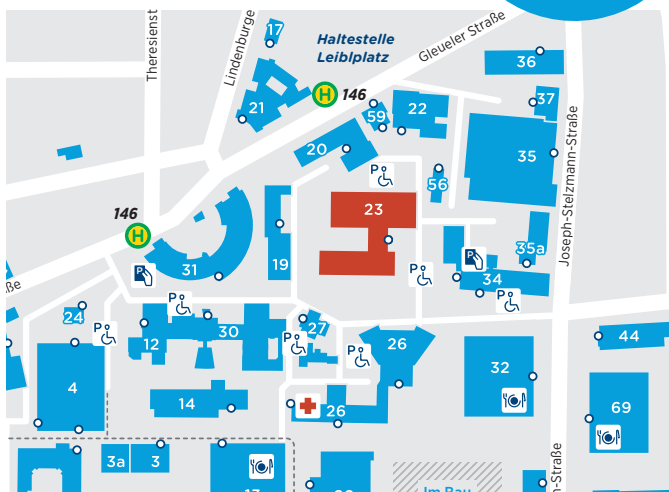 Theresienst
Lindenburge
17
Haltestelle
Leiblplatz
Gleueler Straße
36
H 146
21
37
59
22
20
35
Joseph-Stelzmann-Straße
P
56
146
H
23
31
19
35a
P
P
34
P
ße
P
24
P
12
30
27
P
P
26
44
32
4
14
26
69
3a
3
Im Bau
n-Straße